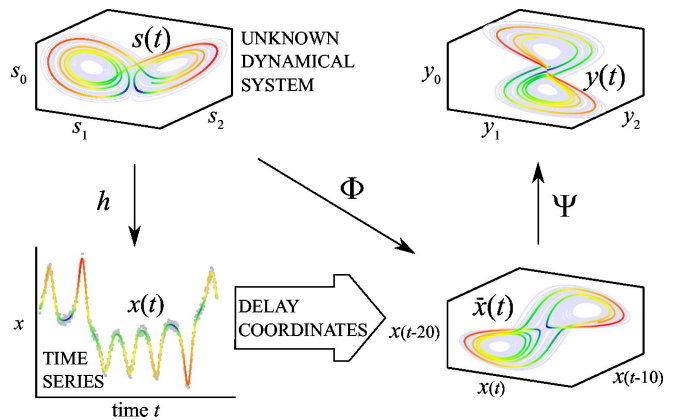 s(t)
UNKNOWN
DYNAMICAL
SYSTEM
s0
s1
s2
y(t)
y0
y1
y2
h
Φ
Ψ
x(t)
x
TIME
SERIES
time t
DELAY
COORDINATES
x̄(t)
x(t-20)
x(t)
x(t-10)